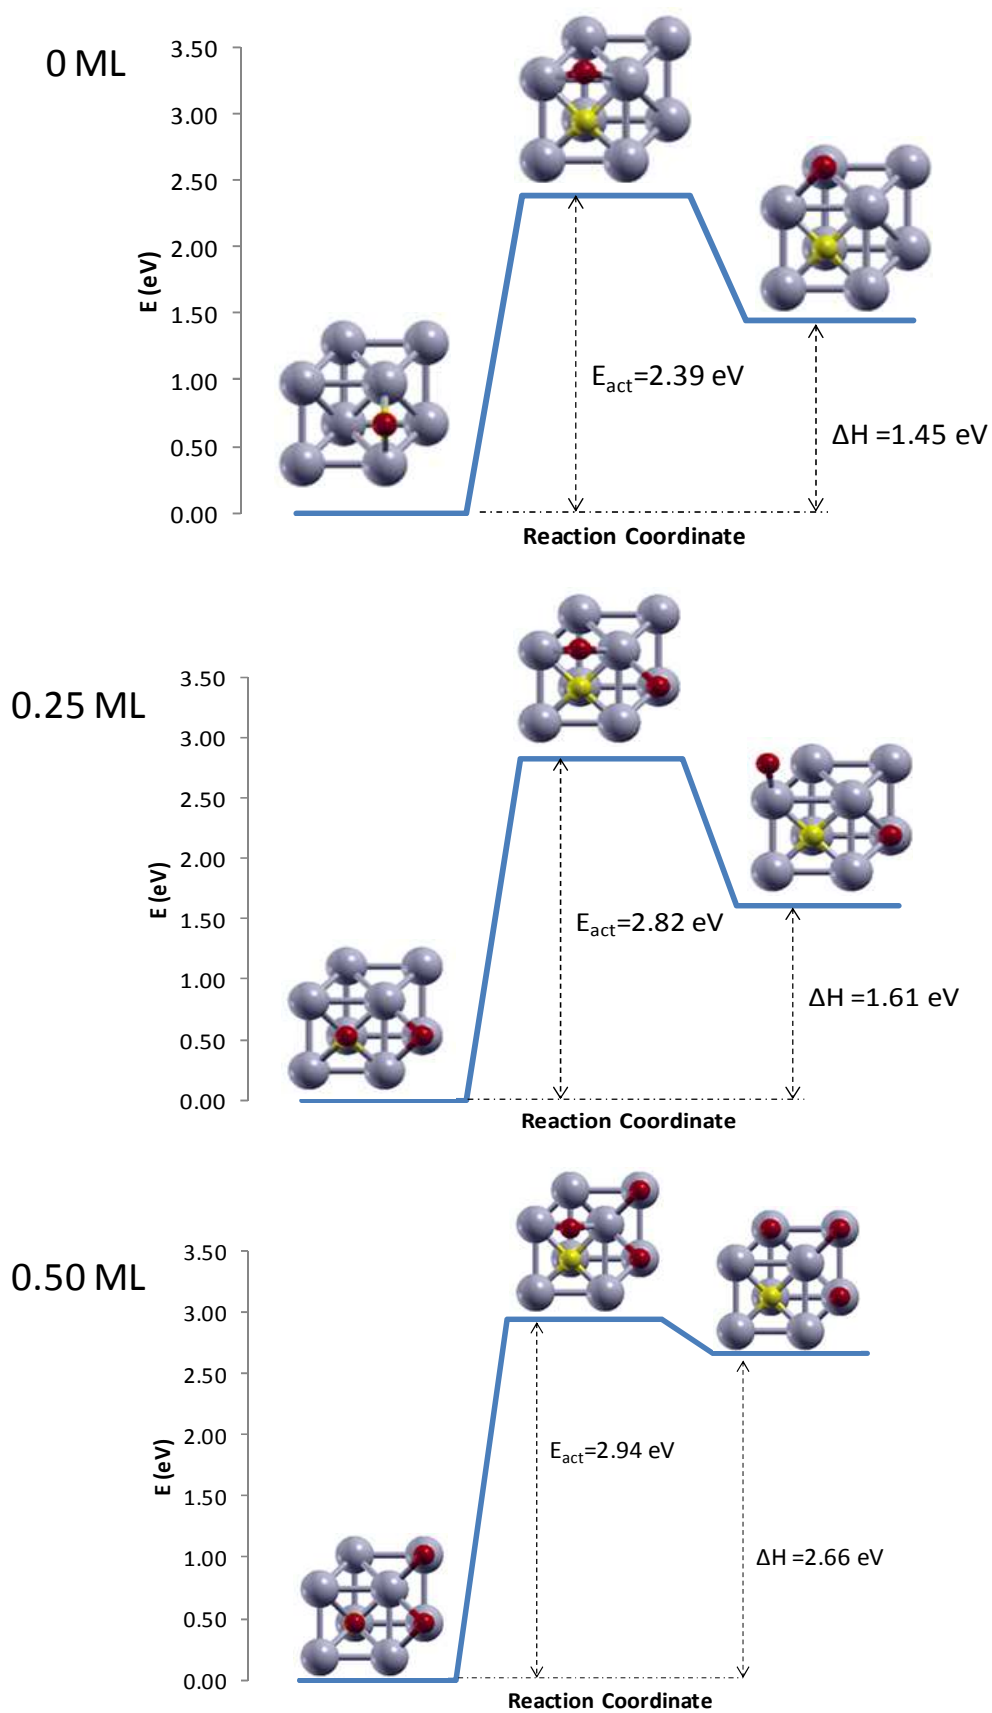 0 ML
3.50
3.00
2.50
2.00
1.50
1.00
0.50
0.00
E (eV)
Eact=2.39 eV
ΔH =1.45 eV
Reaction Coordinate
0.25 ML
3.50
3.00
2.50
2.00
1.50
1.00
0.50
0.00
E (eV)
Eact=2.82 eV
ΔH =1.61 eV
Reaction Coordinate
0.50 ML
3.50
3.00
2.50
2.00
1.50
1.00
0.50
0.00
E (eV)
Eact=2.94 eV
ΔH =2.66 eV
Reaction Coordinate